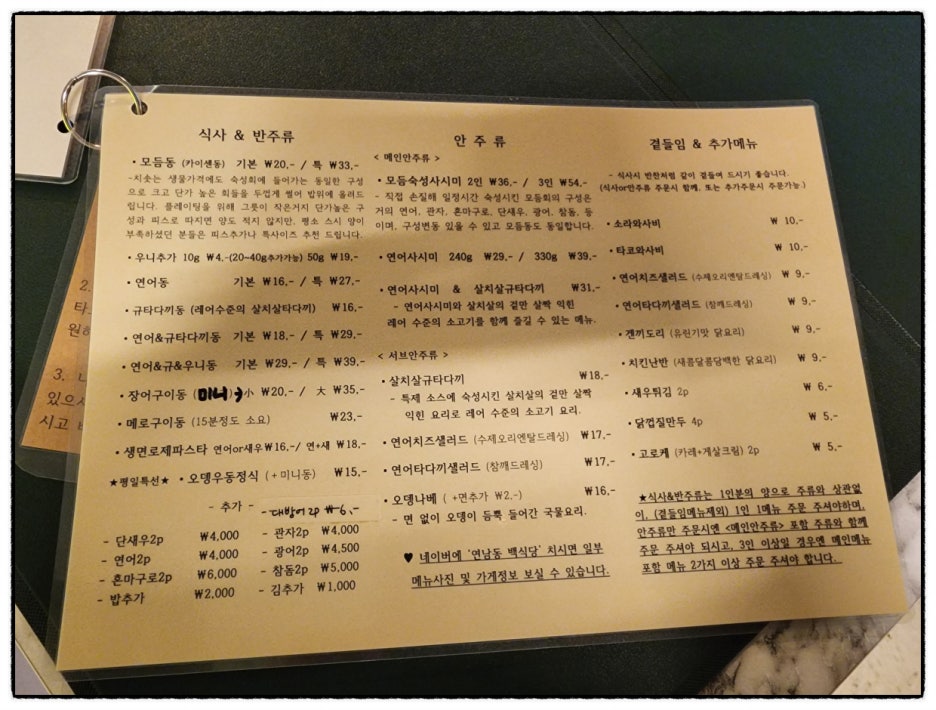 식사 & 반주류
• 모듬동 (카이센동) 기본 ₩20.- / 특 ₩33.-
-치솟는 생물가격에도 숙성회에 들어가는 동일한 구성
으로 크고 단가 높은 회들을 두껍게 썰어 밥위에 올려드
립니다. 플레이팅을 위해 그릇이 작은거지 단가높은 구
성과 피스로 따지면 양도 적지 않지만, 평소 스시 양이
부족하셨던 분들은 피스추가나 특사이즈 추천 드립니다.
• 우니추가 10g ₩4.-(20~40g추가가능) 50g ₩19.-
• 연어동 기본 ₩16.- / 특 ₩27.-
• 규타다끼동 (레어수준의 살치살타다끼) ₩16.-
• 연어&규타다끼동 기본 ₩18.- / 특 ₩29.-
• 연어&규&우니동 기본 ₩29.- / 특 ₩39.-
• 장어구이동 (미니) 小 ₩20.- / 大 ₩35.-
• 메로구이동 (15분정도 소요) ₩23.-
• 생면로제파스타 연어or새우₩16.-/ 연+새 ₩18.-
★평일특선★ • 오뎅우동정식 (+미니동) ₩15.-
- 추가 -
- 대방어2P ₩6.-
- 단새우2p ₩4,000
- 연어2p ₩4,000
- 혼마구로2p ₩6,000
- 밥추가 ₩2,000
- 관자2p ₩4,000
- 광어2p ₩4,500
- 참돔2p ₩5,000
- 김추가 ₩1,000
안 주 류
< 메인안주류 >
• 모듬숙성사시미 2인 ₩36.- / 3인 ₩54.-
- 직접 손질해 일정시간 숙성시킨 모듬회의 구성은
거의 연어, 관자, 혼마구로, 단새우, 광어, 참돔, 등
이며, 구성변동 있을 수 있고 모듬동도 동일합니다.
• 연어사시미 240g ₩29.- / 330g ₩39.-
• 연어사시미 & 살치살규타다끼 ₩31.-
- 연어사시미와 살치살의 겉만 살짝 익힌
레어 수준의 소고기를 함께 즐길 수 있는 메뉴.
< 서브안주류 >
• 살치살규타다끼 ₩18.-
- 특제 소스에 숙성시킨 살치살의 겉만 살짝
익힌 요리로 레어 수준의 소고기 요리.
• 연어치즈샐러드 (수제오리엔탈드레싱) ₩17.-
• 연어타다끼샐러드 (참깨드레싱) ₩17.-
• 오뎅나베 ( +면추가 ₩2.-) ₩16.-
- 면 없이 오뎅이 듬뿍 들어간 국물요리.
♥ 네이버에 '연남동 백식당' 치시면 일부
메뉴사진 및 가게정보 보실 수 있습니다.
곁들임 & 추가메뉴
- 식사시 반찬처럼 같이 곁들여 드시기 좋습니다.
(식사or안주류 주문시 함께, 또는 추가주문시 주문가능.)
• 소라와사비 ₩ 10.-
• 타코와사비 ₩ 10.-
• 연어치즈샐러드 (수제오리엔탈드레싱) ₩ 9.-
• 연어타다끼샐러드 (참깨드레싱) ₩ 9.-
• 겐끼도리 (유린기맛 닭요리) ₩ 9.-
• 치킨난반 (새콤달콤담백한 닭요리) ₩ 9.-
• 새우튀김 2p ₩ 6.-
• 닭껍질만두 4p ₩ 5.-
• 고로케 (카레+게살크림) 2p ₩ 5.-
★식사&반주류는 1인분의 양으로 주류와 상관없
이, (곁들임메뉴제외) 1인 1메뉴 주문 주셔야하며,
안주류만 주문시엔 <메인안주류> 포함 주류와 함께
주문 주셔야 되시고, 3인 이상일 경우엔 메인메뉴
포함 메뉴 2가지 이상 주문 주셔야 합니다.
2.
타
원하
3.
있으시
시고